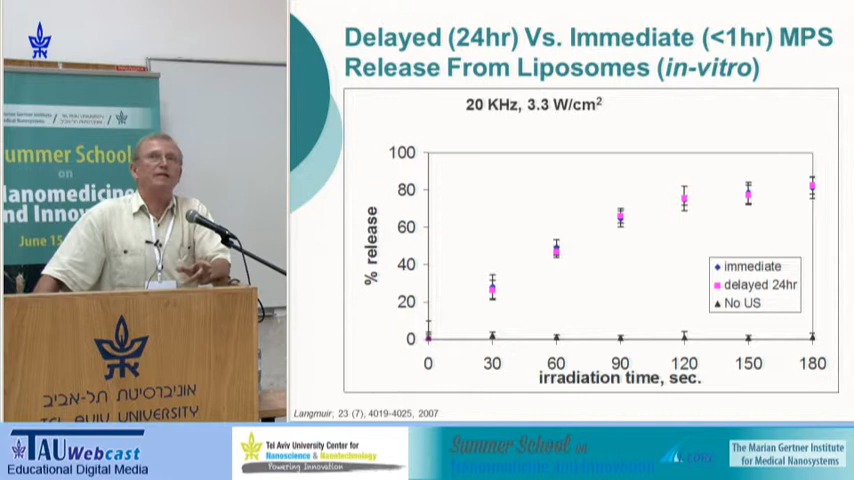 Delayed (24hr) Vs. Immediate (<1hr) MPS
Release From Liposomes (in-vitro)
20 KHz, 3.3 W/cm²
100
80
60
40
20
0
% release
0 30 60 90 120 150 180
irradiation time, sec.
immediate
delayed 24hr
No US
Langmuir, 23 (7), 4019-4025, 2007
Summer School
on
June 15
אוניברסיטת תל-אביב
TEL AVIV UNIVERSITY
TAU Webcast
Educational Digital Media
Tel Aviv University Center for
Nanoscience & Nanotechnology
Powering Innovation
Summer School on
Nanomedicine and Innovation
The Marian Gertner Institute
for Medical Nanosystems